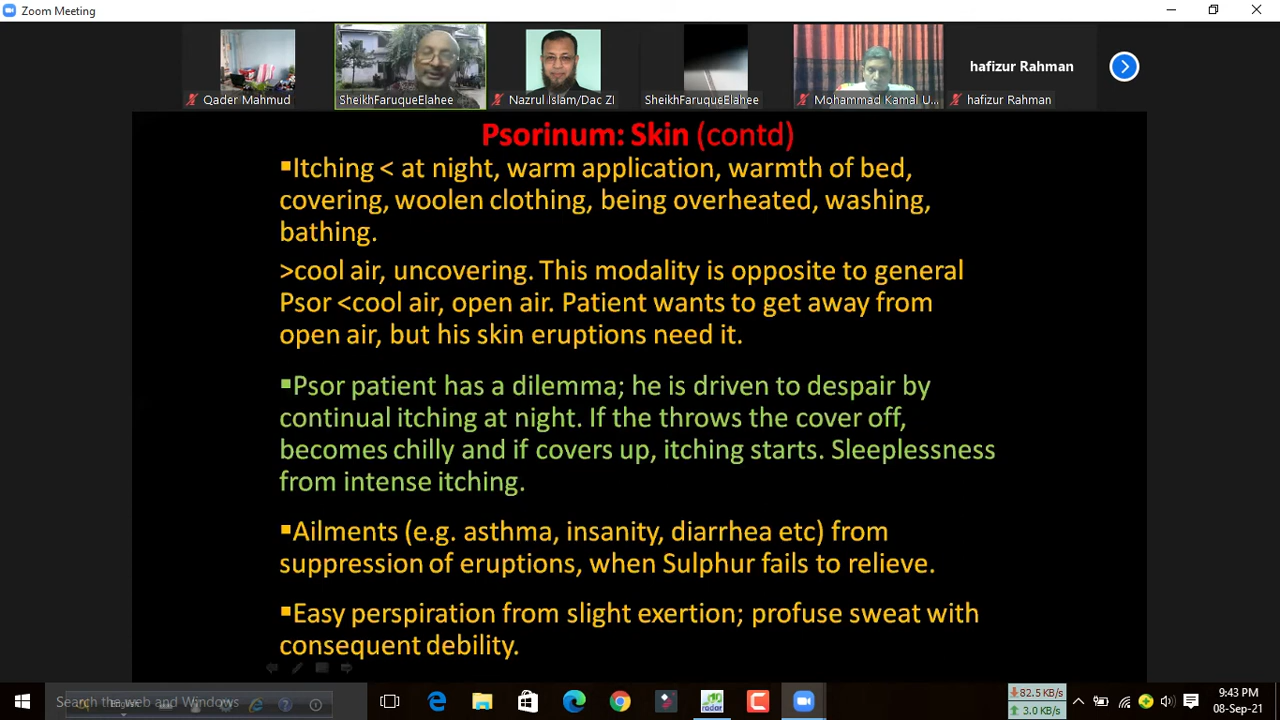 Zoom Meeting
Qader Mahmud
SheikhFaruqueElahee
Nazrul Islam/Dac ZI
SheikhFaruqueElahee
Mohammad Kamal U...
hafizur Rahman
hafizur Rahman
Psorinum: Skin (contd)
▪Itching < at night, warm application, warmth of bed,
covering, woolen clothing, being overheated, washing,
bathing.
>cool air, uncovering. This modality is opposite to general
Psor <cool air, open air. Patient wants to get away from
open air, but his skin eruptions need it.
▪Psor patient has a dilemma; he is driven to despair by
continual itching at night. If the throws the cover off,
becomes chilly and if covers up, itching starts. Sleeplessness
from intense itching.
▪Ailments (e.g. asthma, insanity, diarrhea etc) from
suppression of eruptions, when Sulphur fails to relieve.
▪Easy perspiration from slight exertion; profuse sweat with
consequent debility.
Search the web and Windows
English
radar
82.5 KB/s
3.0 KB/s
9:43 PM
08-Sep-21